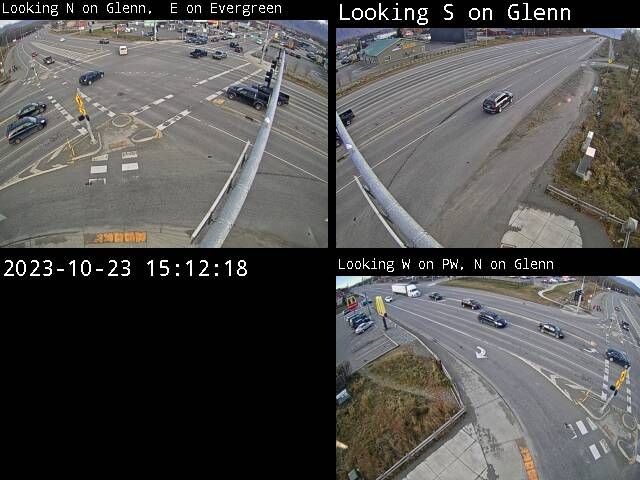 Looking N on Glenn, E on Evergreen
Looking S on Glenn
2023-10-23 15:12:18
Looking W on PW, N on Glenn